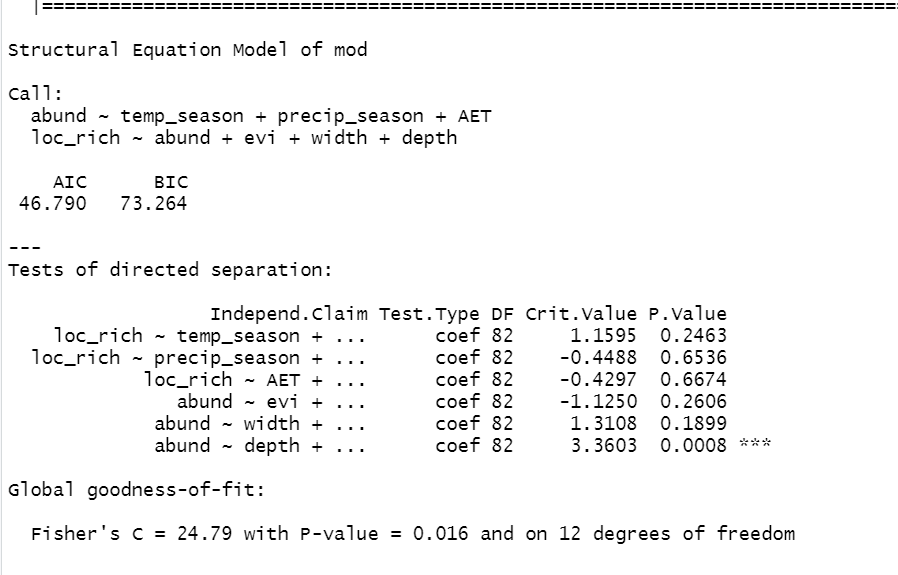 |==============================================================================
Structural Equation Model of mod
Call:
abund ~ temp_season + precip_season + AET
loc_rich ~ abund + evi + width + depth
AIC BIC
46.790 73.264
---
Tests of directed separation:
Independ.Claim Test.Type DF Crit.Value P.Value
loc_rich ~ temp_season + ... coef 82 1.1595 0.2463
loc_rich ~ precip_season + ... coef 82 -0.4488 0.6536
loc_rich ~ AET + ... coef 82 -0.4297 0.6674
abund ~ evi + ... coef 82 -1.1250 0.2606
abund ~ width + ... coef 82 1.3108 0.1899
abund ~ depth + ... coef 82 3.3603 0.0008 ***
Global goodness-of-fit:
Fisher's C = 24.79 with P-value = 0.016 and on 12 degrees of freedom